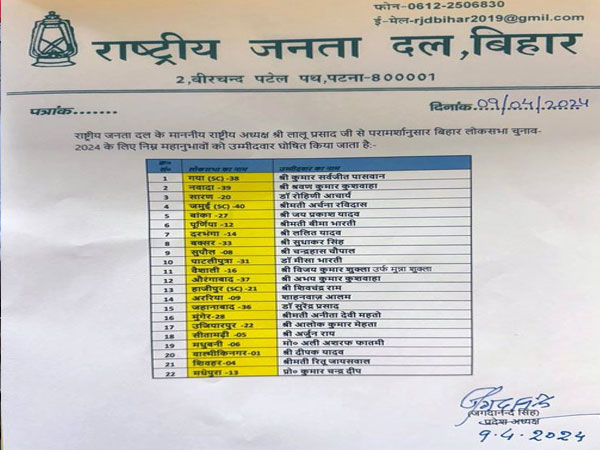 फोन-0612-2506830
ई-मेल-rjdbihar2019@gmil.com
राष्ट्रीय जनता दल,बिहार
2,वीरचन्द पटेल पथ,पटना-800001
पत्रांक....... दिनांक.09/04/2024
राष्ट्रीय जनता दल के माननीय राष्ट्रीय अध्यक्ष श्री लालू प्रसाद जी से परामर्शानुसार बिहार लोकसभा चुनाव-
2024 के लिए निम्न महानुभावों को उम्मीदवार घोषित किया जाता है:-
क्र० सं० लोकसभा का नाम उम्मीदवार का नाम
1 गया (SC) -38 श्री कुमार सर्वजीत पासवान
2 नवादा -39 श्री श्रवण कुमार कुशवाहा
3 सारण -20 डॉ रोहिणी आचार्य
4 जमुई (SC) -40 श्रीमती अर्चना रविदास
5 बांका -27 श्री जय प्रकाश यादव
6 पूर्णिया -12 श्रीमती बीमा भारती
7 दरभंगा -14 श्री ललित यादव
8 बक्सर -33 श्री सुधाकर सिंह
9 सुपौल -08 श्री चन्द्रहास चौपाल
10 पाटलीपुत्रा -31 डॉ मीसा भारती
11 वैशाली -16 श्री विजय कुमार शुक्ला उर्फ मुन्ना शुक्ला
12 औरंगाबाद -37 श्री अभय कुमार कुशवाहा
13 हाजीपुर (SC) -21 श्री शिवचंद्र राम
14 अररिया -09 शाहनवाज़ आलम
15 जहानाबाद -36 डॉ सुरेंद्र प्रसाद
16 मुंगेर-28 श्रीमती अनीता देवी महतो
17 उजियारपुर -22 श्री आलोक कुमार मेहता
18 सीतामढ़ी -05 श्री अर्जुन राय
19 मधुबनी -06 मो० अली अशरफ फातमी
20 वाल्मीकिनगर-01 श्री दीपक यादव
21 शिवहर-04 श्रीमती रितू जायसवाल
22 मधेपुरा -13 प्रो० कुमार चन्द्र दीप
(जगदानन्द सिंह)
प्रदेश अध्यक्ष
9.4.2024